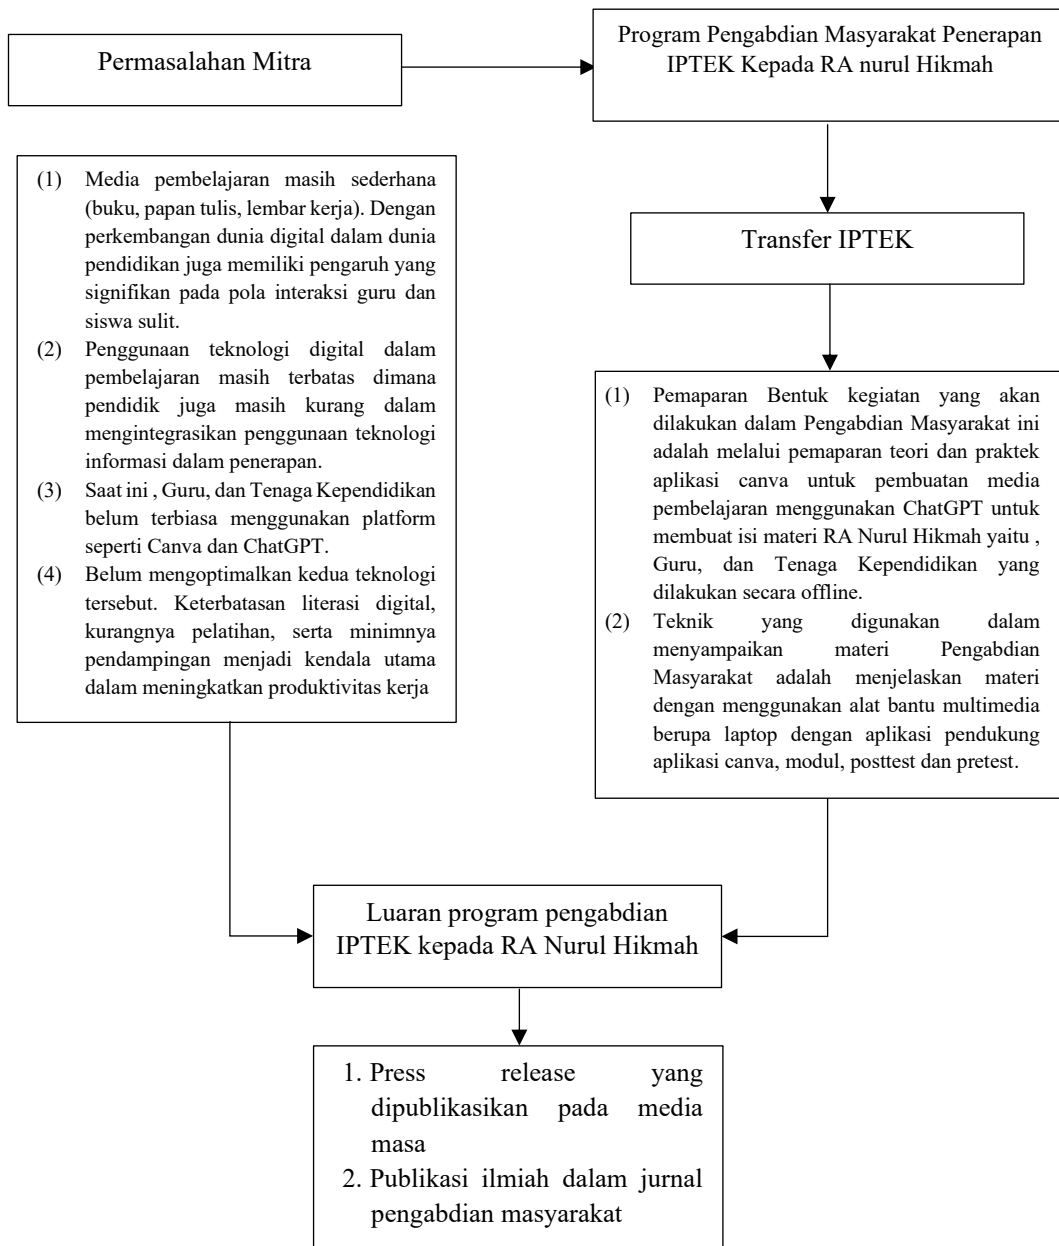 Permasalahan Mitra
Program Pengabdian Masyarakat Penerapan
IPTEK Kepada RA nurul Hikmah
(1) Media pembelajaran masih sederhana
(buku, papan tulis, lembar kerja). Dengan
perkembangan dunia digital dalam dunia
pendidikan juga memiliki pengaruh yang
signifikan pada pola interaksi guru dan
siswa sulit.
(2) Penggunaan teknologi digital dalam
pembelajaran masih terbatas dimana
pendidik juga masih kurang dalam
mengintegrasikan penggunaan teknologi
informasi dalam penerapan.
(3) Saat ini , Guru, dan Tenaga Kependidikan
belum terbiasa menggunakan platform
seperti Canva dan ChatGPT.
(4) Belum mengoptimalkan kedua teknologi
tersebut. Keterbatasan literasi digital,
kurangnya pelatihan, serta minimnya
pendampingan menjadi kendala utama
dalam meningkatkan produktivitas kerja
Transfer IPTEK
(1) Pemaparan Bentuk kegiatan yang akan
dilakukan dalam Pengabdian Masyarakat ini
adalah melalui pemaparan teori dan praktek
aplikasi canva untuk pembuatan media
pembelajaran menggunakan ChatGPT untuk
membuat isi materi RA Nurul Hikmah yaitu ,
Guru, dan Tenaga Kependidikan yang
dilakukan secara offline.
(2) Teknik yang digunakan dalam
menyampaikan materi Pengabdian
Masyarakat adalah menjelaskan materi
dengan menggunakan alat bantu multimedia
berupa laptop dengan aplikasi pendukung
aplikasi canva, modul, posttest dan pretest.
Luaran program pengabdian
IPTEK kepada RA Nurul Hikmah
1. Press release yang
dipublikasikan pada media
masa
2. Publikasi ilmiah dalam jurnal
pengabdian masyarakat